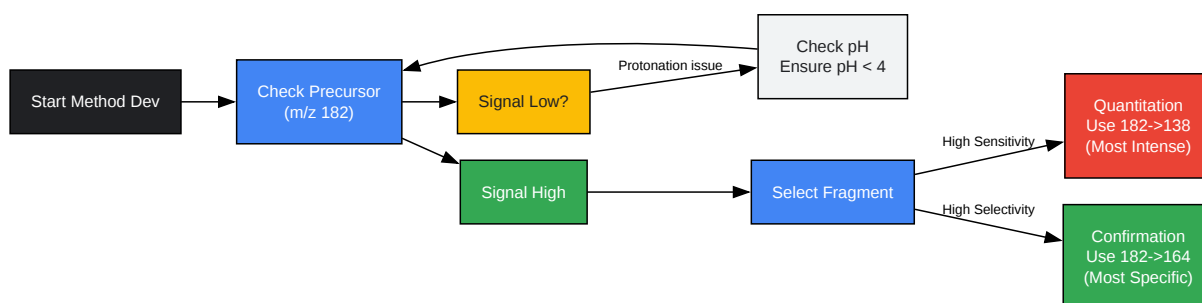 Start Method Dev
Check Precursor
(m/z 182)
Signal Low?
Protonation issue
Check pH
Ensure pH < 4
Signal High
Select Fragment
High Sensitivity
Quantitation
Use 182->138
(Most Intense)
High Selectivity
Confirmation
Use 182->164
(Most Specific)